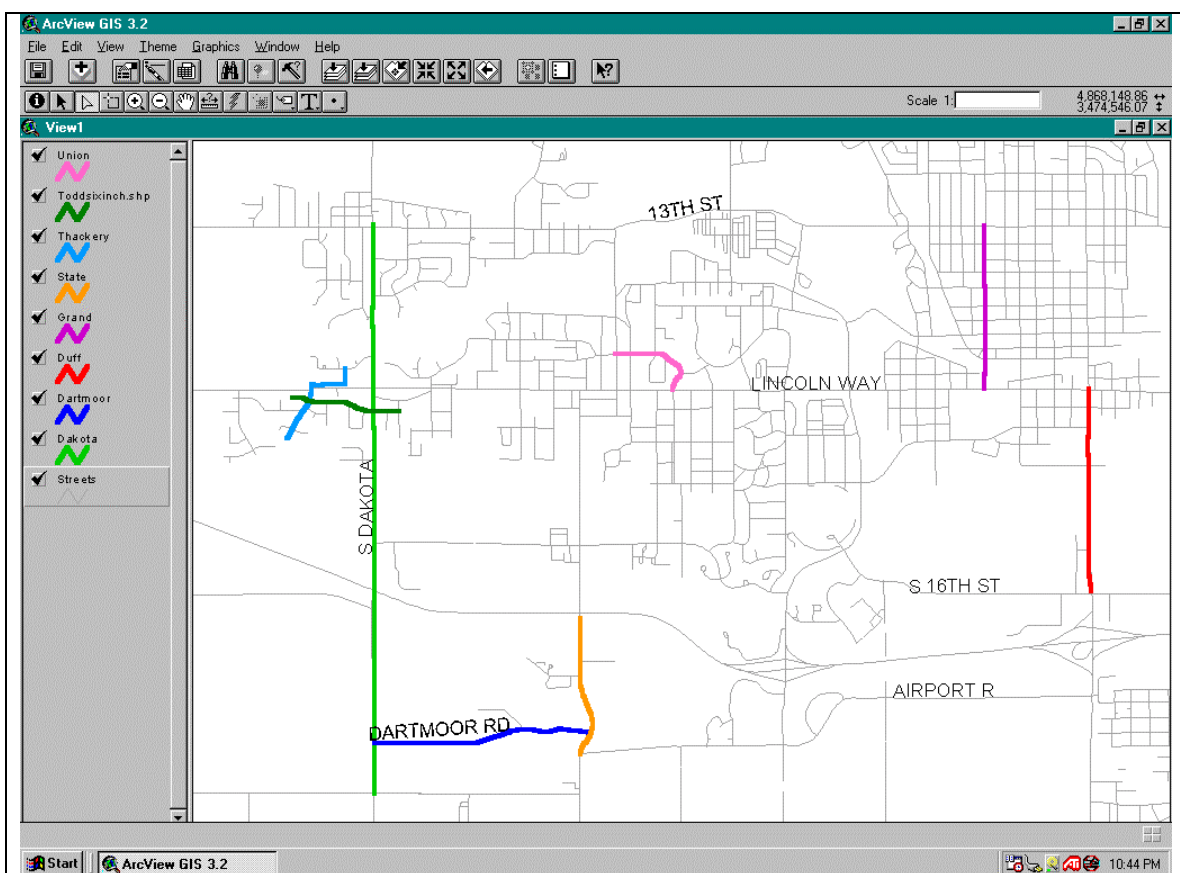 ArcView GIS 3.2
File Edit View Theme Graphics Window Help
Scale 1:
4,868,148.86
3,474,546.07
View1
Union
Toddsixinch.shp
Thackery
State
Grand
Duff
Dartmoor
Dakota
Streets
13TH ST
LINCOLN WAY
S DAKOTA
S 16TH ST
AIRPORT R
DARTMOOR RD
Start ArcView GIS 3.2 10:44 PM